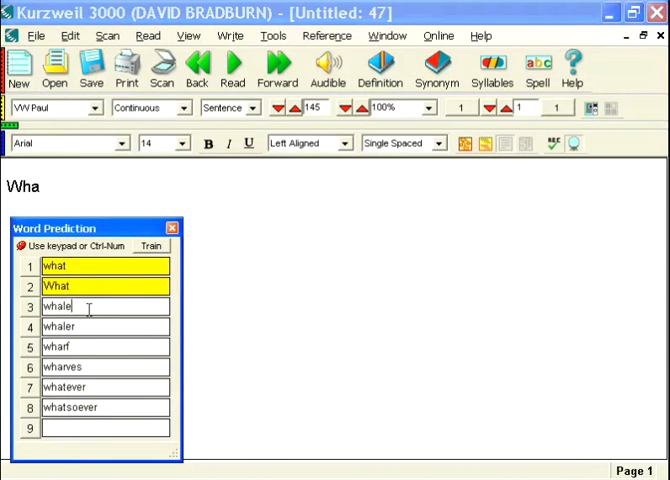 Kurzweil 3000 (DAVID BRADBURN) - [Untitled: 47]
File Edit Scan Read View Write Tools Reference Window Online Help
New Open Save Print Scan Back Read Forward Audible Definition Synonym Syllables Spell Help
VW Paul Continuous Sentence 145 100% 1 1 1
Arial 14 B I U Left Aligned Single Spaced
Wha
Word Prediction
Use keypad or Ctrl-Num Train
1 what
2 What
3 whale
4 whaler
5 wharf
6 wharves
7 whatever
8 whatsoever
9
Page 1